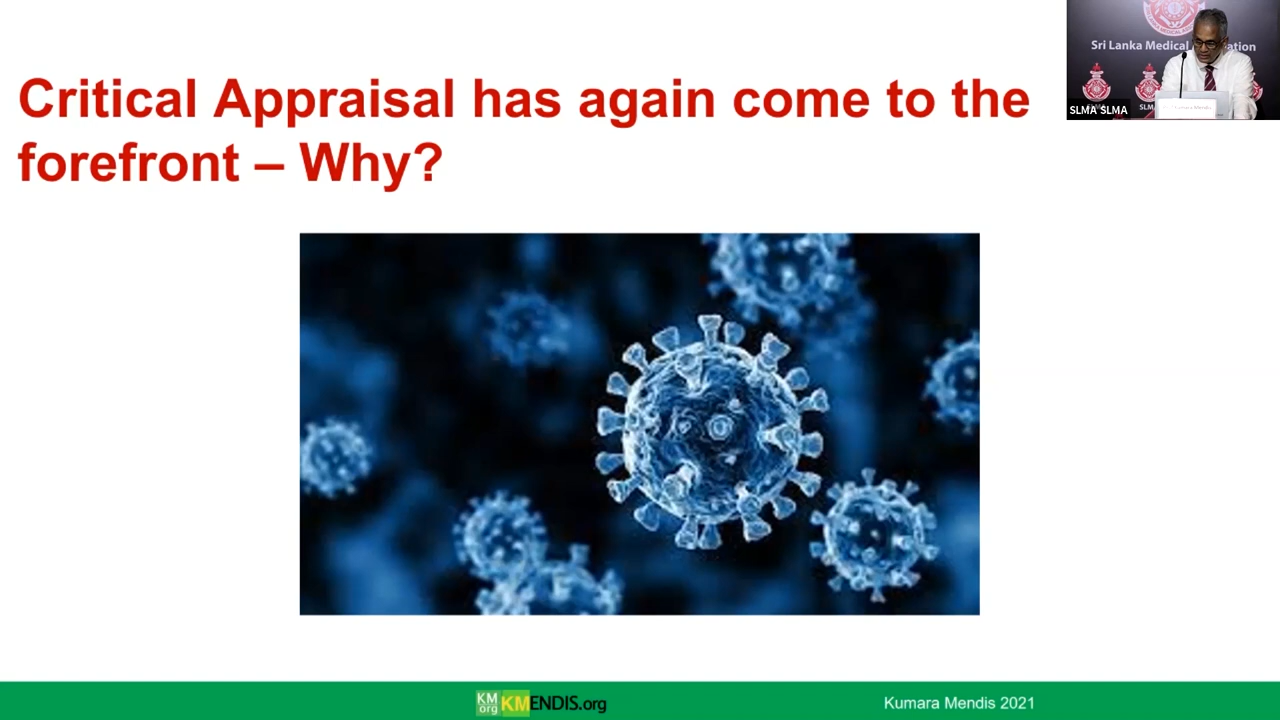 Critical Appraisal has again come to the
forefront – Why?
Sri Lanka Medical
ation
SLMA SLMA
KM
org
KMENDIS.org
Kumara Mendis 2021